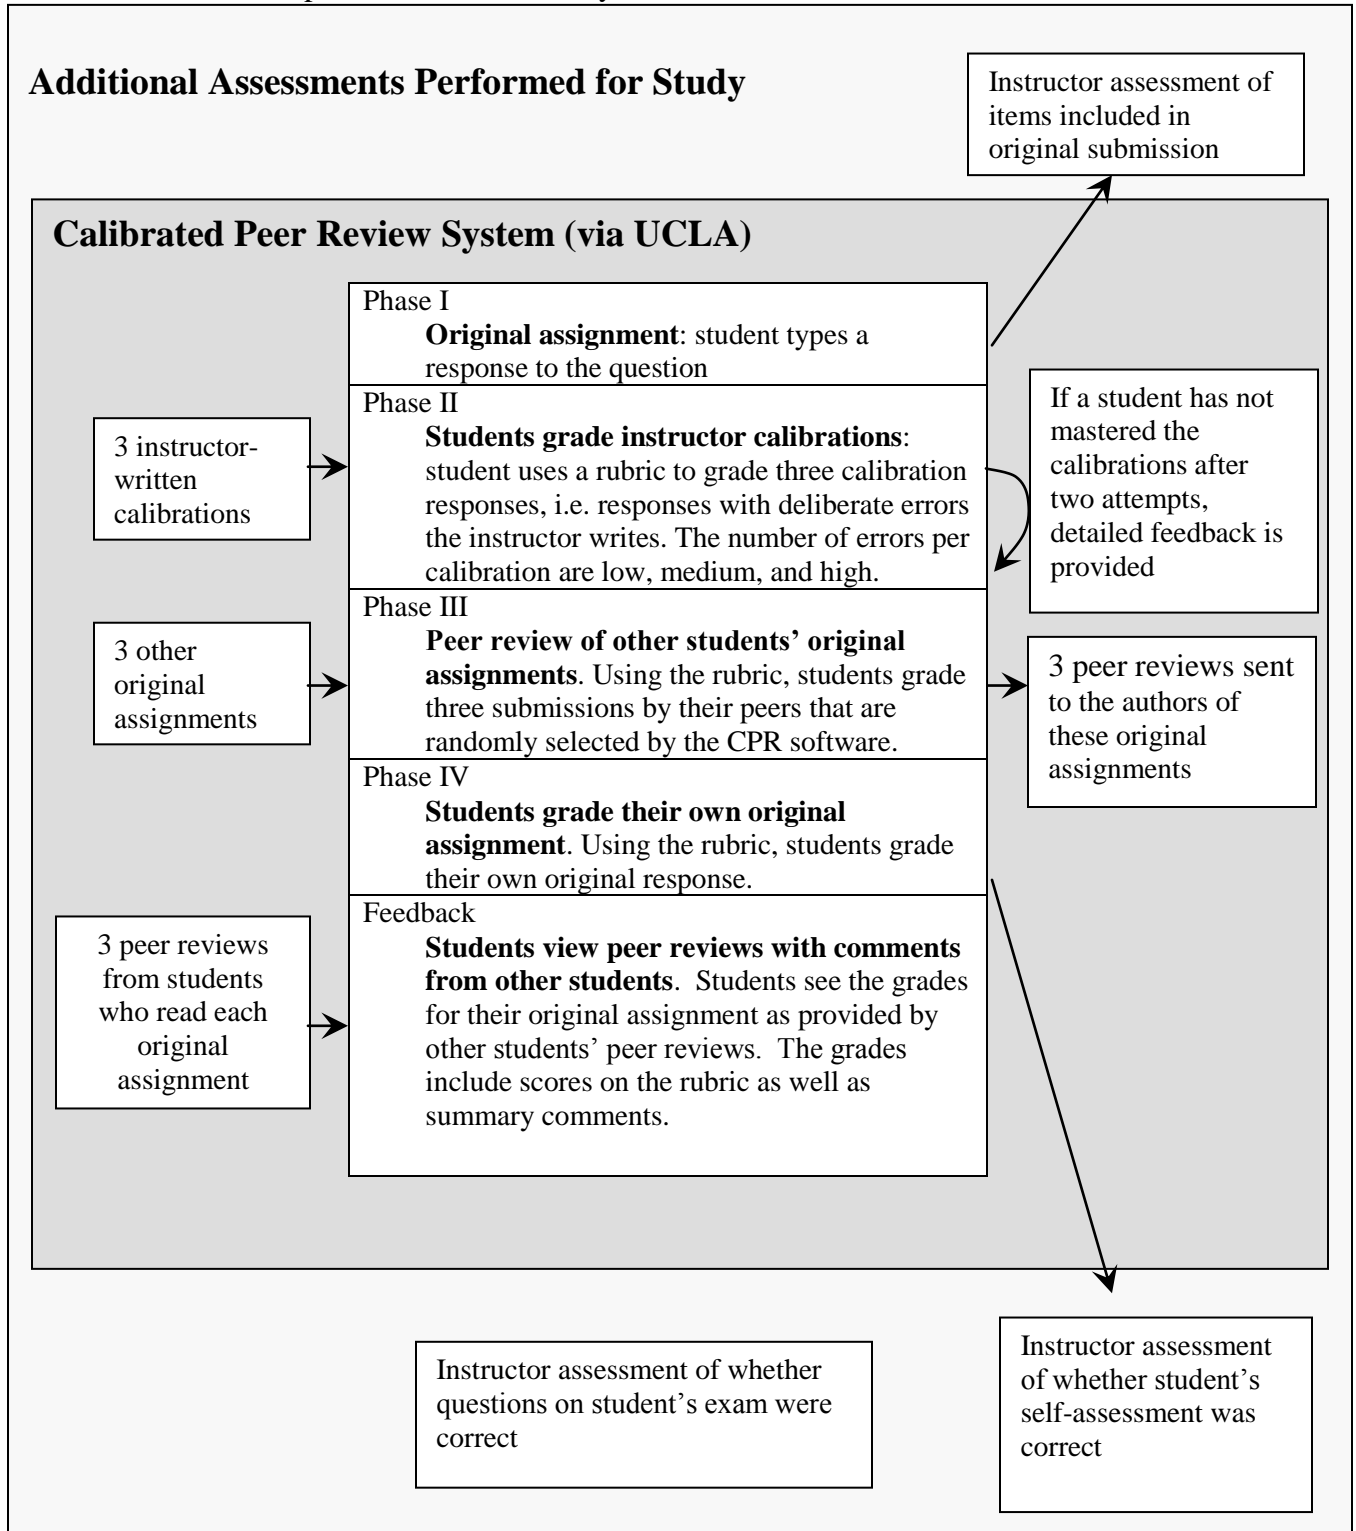 Additional Assessments Performed for Study
Instructor assessment of
items included in
original submission
Calibrated Peer Review System (via UCLA)
Phase I
Original assignment: student types a
response to the question
Phase II
Students grade instructor calibrations:
student uses a rubric to grade three calibration
responses, i.e. responses with deliberate errors
the instructor writes. The number of errors per
calibration are low, medium, and high.
3 instructor-
written
calibrations
If a student has not
mastered the
calibrations after
two attempts,
detailed feedback is
provided
Phase III
Peer review of other students’ original
assignments. Using the rubric, students grade
three submissions by their peers that are
randomly selected by the CPR software.
3 other
original
assignments
3 peer reviews sent
to the authors of
these original
assignments
Phase IV
Students grade their own original
assignment. Using the rubric, students grade
their own original response.
Feedback
Students view peer reviews with comments
from other students.  Students see the grades
for their original assignment as provided by
other students’ peer reviews.  The grades
include scores on the rubric as well as
summary comments.
3 peer reviews
from students
who read each
original
assignment
Instructor assessment of whether
questions on student’s exam were
correct
Instructor assessment
of whether student’s
self-assessment was
correct